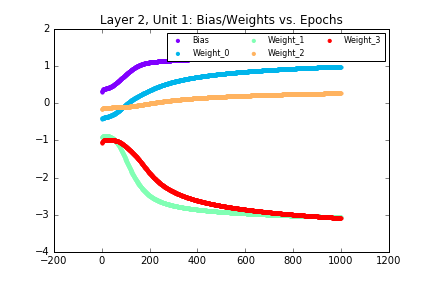 Layer 2, Unit 1: Bias/Weights vs. Epochs
Bias Weight_1 Weight_3
Weight_0 Weight_2
2
1
0
−1
−2
−3
−4
−200 0 200 400 600 800 1000 1200